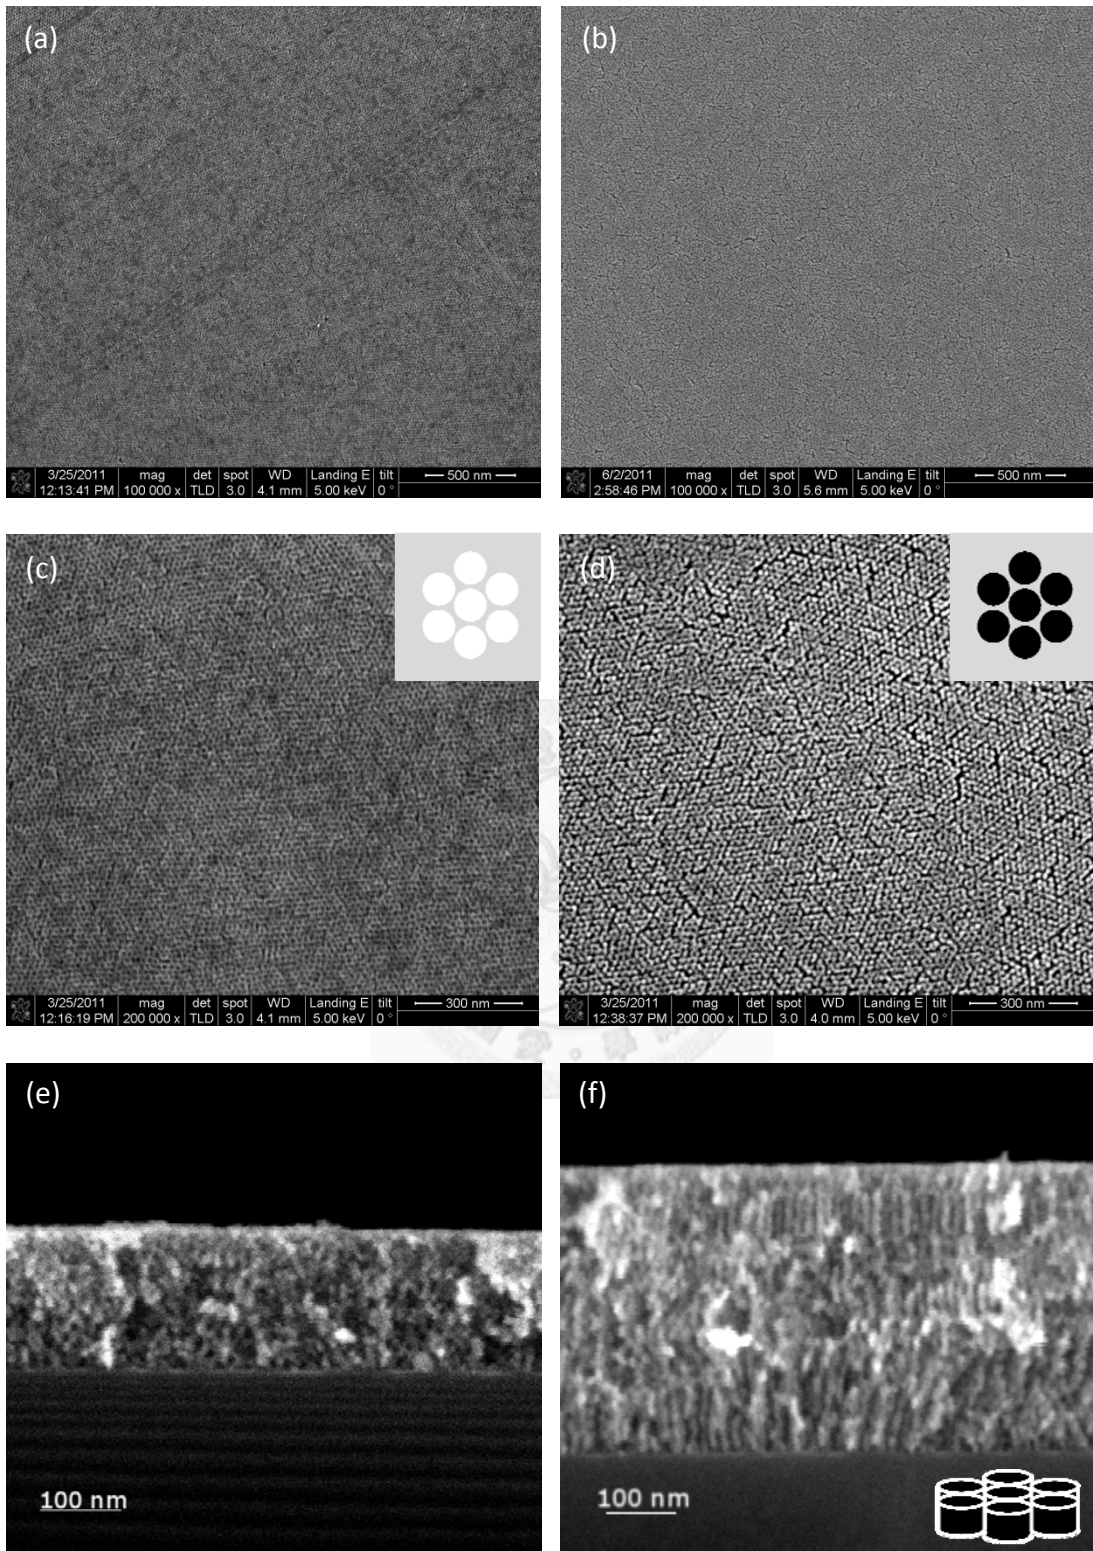 (a)
3/25/2011 mag det spot WD Landing E tilt 500 nm
12:13:41 PM 100 000 x TLD 3.0 4.1 mm 5.00 keV 0 °
(b)
6/2/2011 mag det spot WD Landing E tilt 500 nm
2:58:46 PM 100 000 x TLD 3.0 5.6 mm 5.00 keV 0 °
(c)
3/25/2011 mag det spot WD Landing E tilt 300 nm
12:16:19 PM 200 000 x TLD 3.0 4.1 mm 5.00 keV 0 °
(d)
3/25/2011 mag det spot WD Landing E tilt 300 nm
12:38:37 PM 200 000 x TLD 3.0 4.0 mm 5.00 keV 0 °
(e)
100 nm
(f)
100 nm